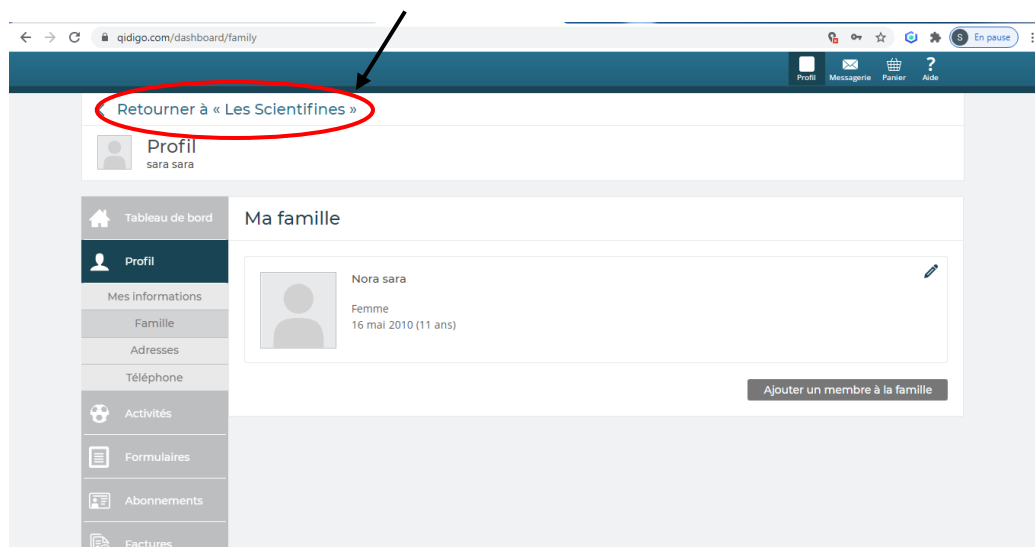 qidigo.com/dashboard/family
S En pause
Profil Messagerie Panier Aide
Retourner à « Les Scientifines »
Profil
sara sara
Tableau de bord
Profil
Mes informations
Famille
Adresses
Téléphone
Activités
Formulaires
Abonnements
Factures
Ma famille
Nora sara
Femme
16 mai 2010 (11 ans)
Ajouter un membre à la famille